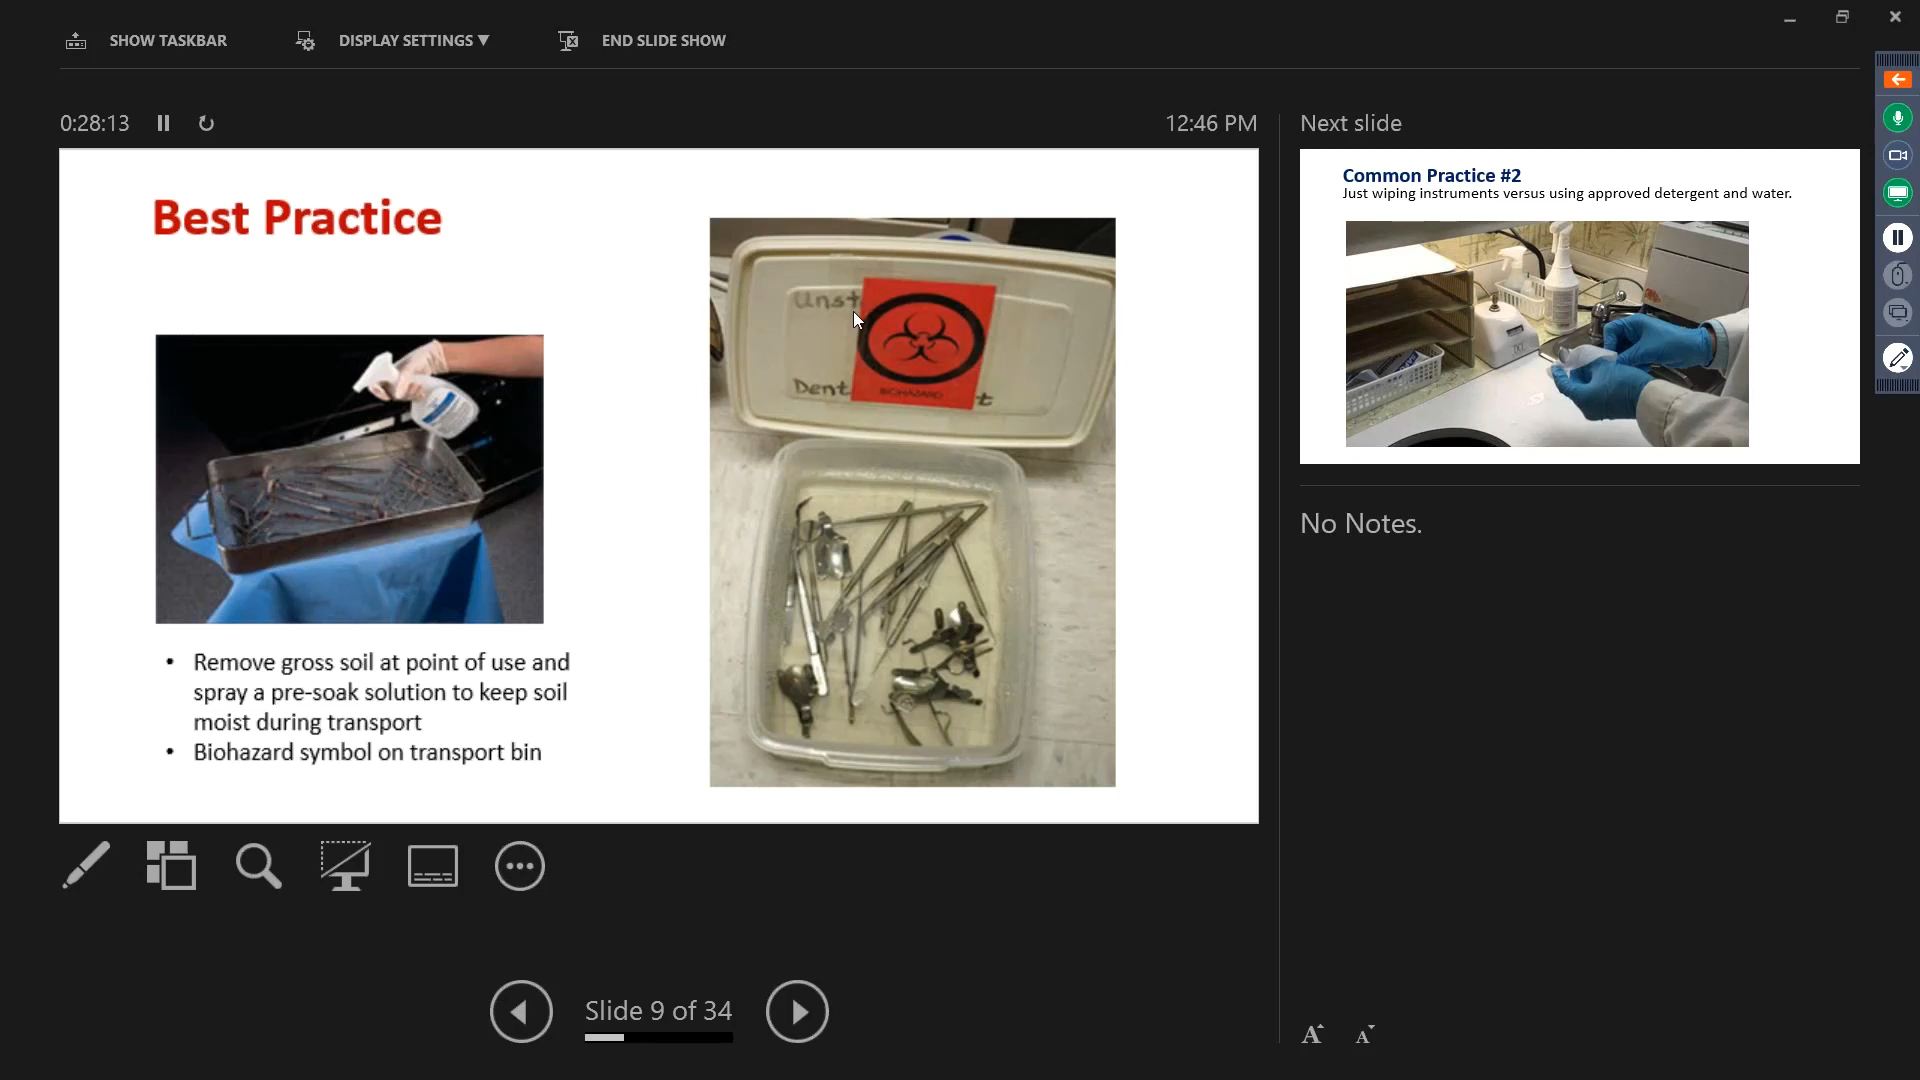 SHOW TASKBAR
DISPLAY SETTINGS ▼
END SLIDE SHOW
0:28:13
12:46 PM
Next slide
Best Practice
Unst
Dent
BIOHAZARD
t
• Remove gross soil at point of use and
spray a pre-soak solution to keep soil
moist during transport
• Biohazard symbol on transport bin
Common Practice #2
Just wiping instruments versus using approved detergent and water.
No Notes.
Slide 9 of 34
A
A